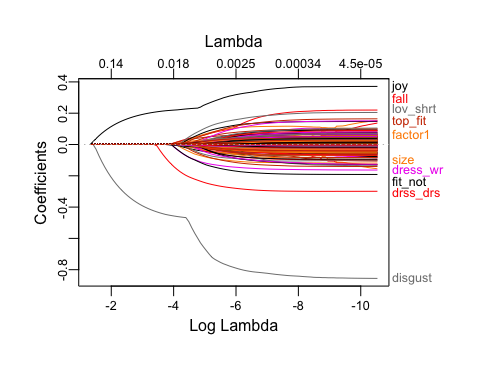 Lambda
0.14 0.018 0.0025 0.00034 4.5e-05
Coefficients
0.4
0.2
0.0
-0.4
-0.8
joy
fall
lov_shrt
top_fit
factor1
size
dress_wr
fit_not
drss_drs
disgust
-2 -4 -6 -8 -10
Log Lambda